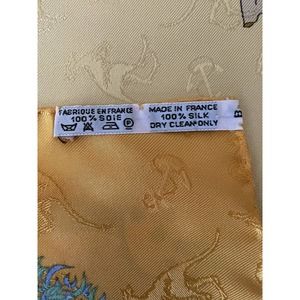 FABRIQUE EN FRANCE
100% SOIE
MADE IN FRANCE
100% SILK
DRY CLEAN ONLY
B